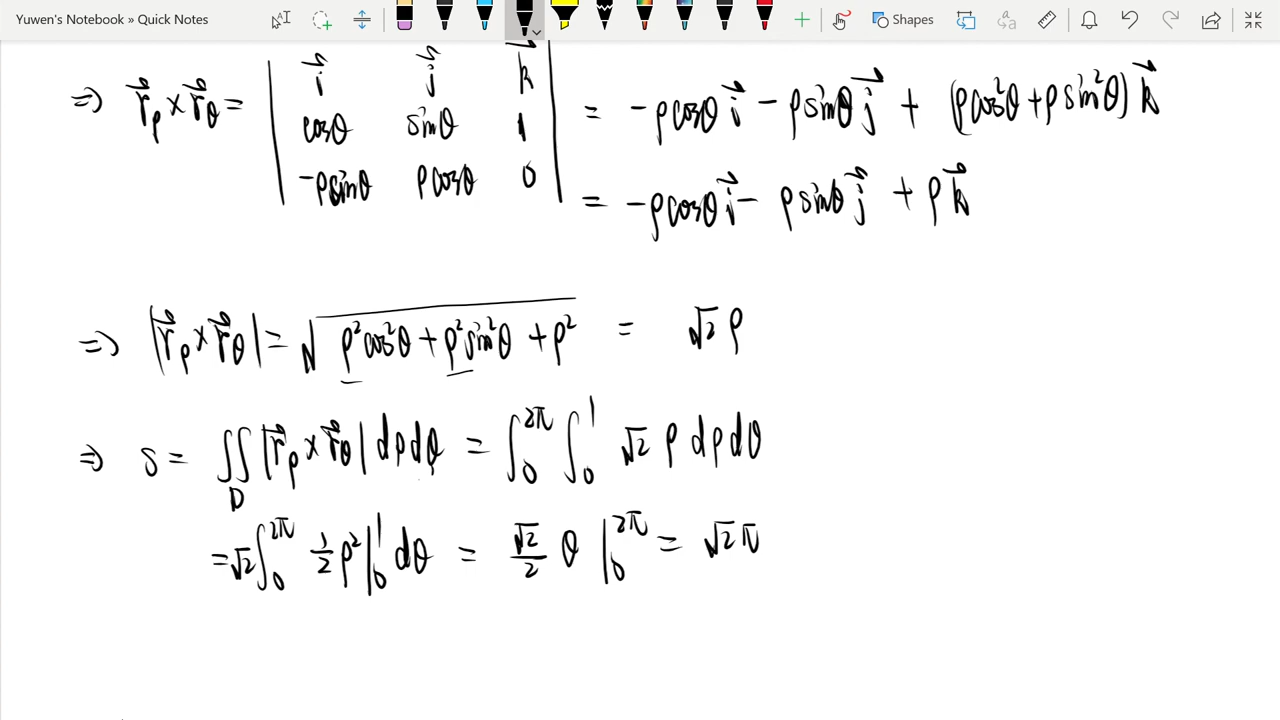 Yuwen's Notebook » Quick Notes
Shapes
⇒ r⃗ρ × r⃗θ = | i⃗ j⃗ k⃗ | = -ρcosθ i⃗ - ρsinθ j⃗ + (ρcos²θ + ρsin²θ) k⃗
cosθ sinθ 1
-ρsinθ ρcosθ 0
= -ρcosθ i⃗ - ρsinθ j⃗ + ρ k⃗
⇒ |r⃗ρ × r⃗θ| = √(ρ²cos²θ + ρ²sin²θ + ρ²) = √2 ρ
⇒ S = ∬_D |r⃗ρ × r⃗θ| dρdθ = ∫₀^2π ∫₀^1 √2 ρ dρdθ
= √2 ∫₀^2π ½ρ² |₀^1 dθ = √2/2 θ |₀^2π = √2π